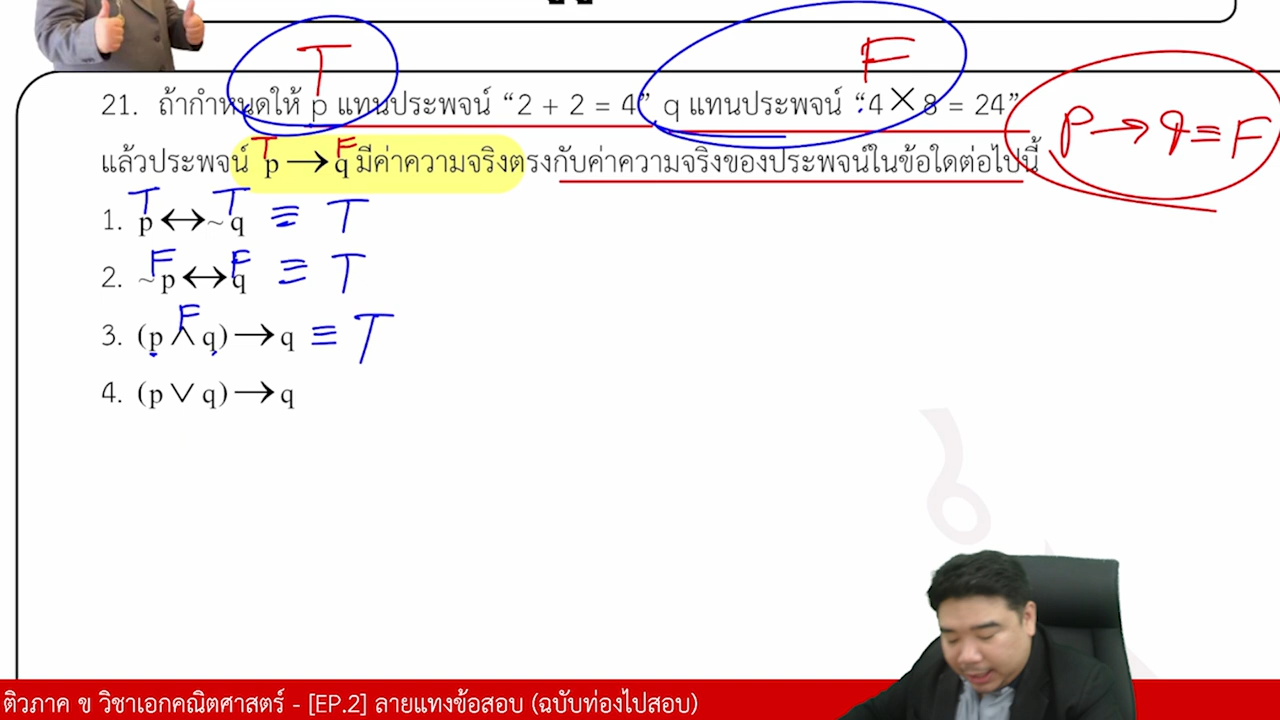 T F
21. ถ้ากำหนดให้ p แทนประพจน์ “2 + 2 = 4” q แทนประพจน์ “4 × 8 = 24”
p → q ≡ F
T F
แล้วประพจน์ p → q มีค่าความจริงตรงกับค่าความจริงของประพจน์ในข้อใดต่อไปนี้
T T
1. p ↔ ~q ≡ T
F F
2. ~p ↔ q ≡ T
F
3. (p ∧ q) → q ≡ T
4. (p ∨ q) → q
ติวภาค ข วิชาเอกคณิตศาสตร์ - [EP.2] ลายแทงข้อสอบ (ฉบับท่องไปสอบ)